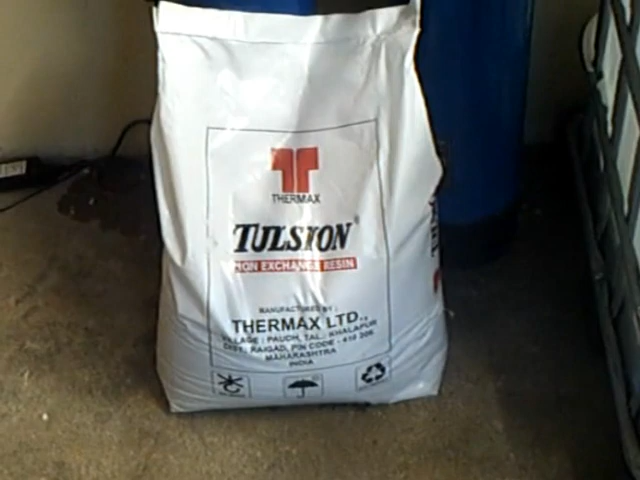 THERMAX
TULSION®
ION EXCHANGE RESIN
MANUFACTURED BY :
THERMAX LTD.,
VILLAGE : PAUDH, TAL. KHALAPUR
DIST. RAIGAD, PIN CODE - 410 206
MAHARASHTRA
INDIA